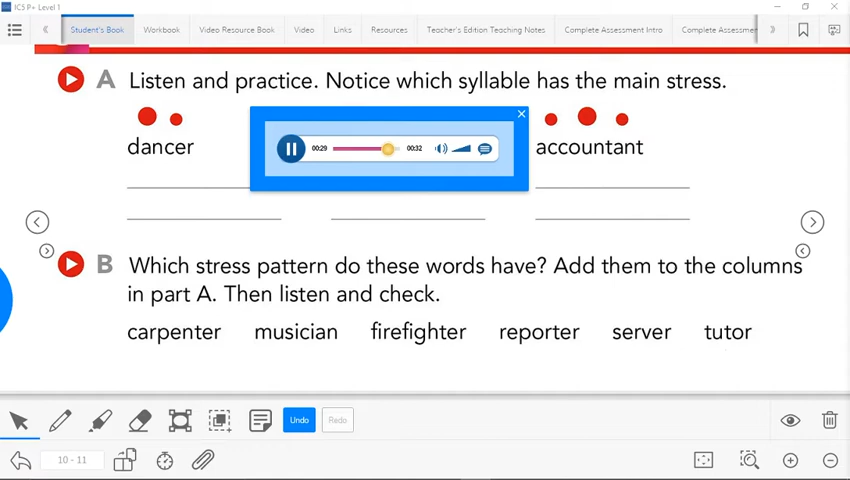 IC5 P+ Level 1
Student's Book Workbook Video Resource Book Video Links Resources Teacher's Edition Teaching Notes Complete Assessment Intro Complete Assessmen
A Listen and practice. Notice which syllable has the main stress.
dancer accountant
00:29 00:32
B Which stress pattern do these words have? Add them to the columns
in part A. Then listen and check.
carpenter musician firefighter reporter server tutor
Undo Redo
10 - 11